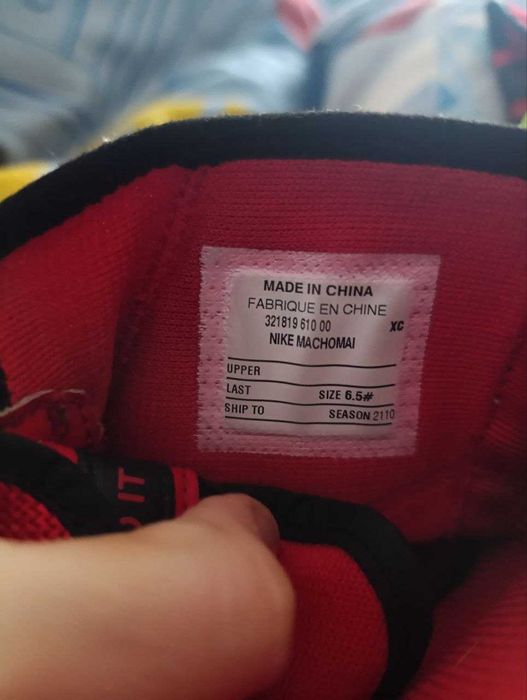 MADE IN CHINA
FABRIQUE EN CHINE
321819 610 00 XC
NIKE MACHOMAI
UPPER
LAST SIZE 6.5#
SHIP TO SEASON 2110
IT